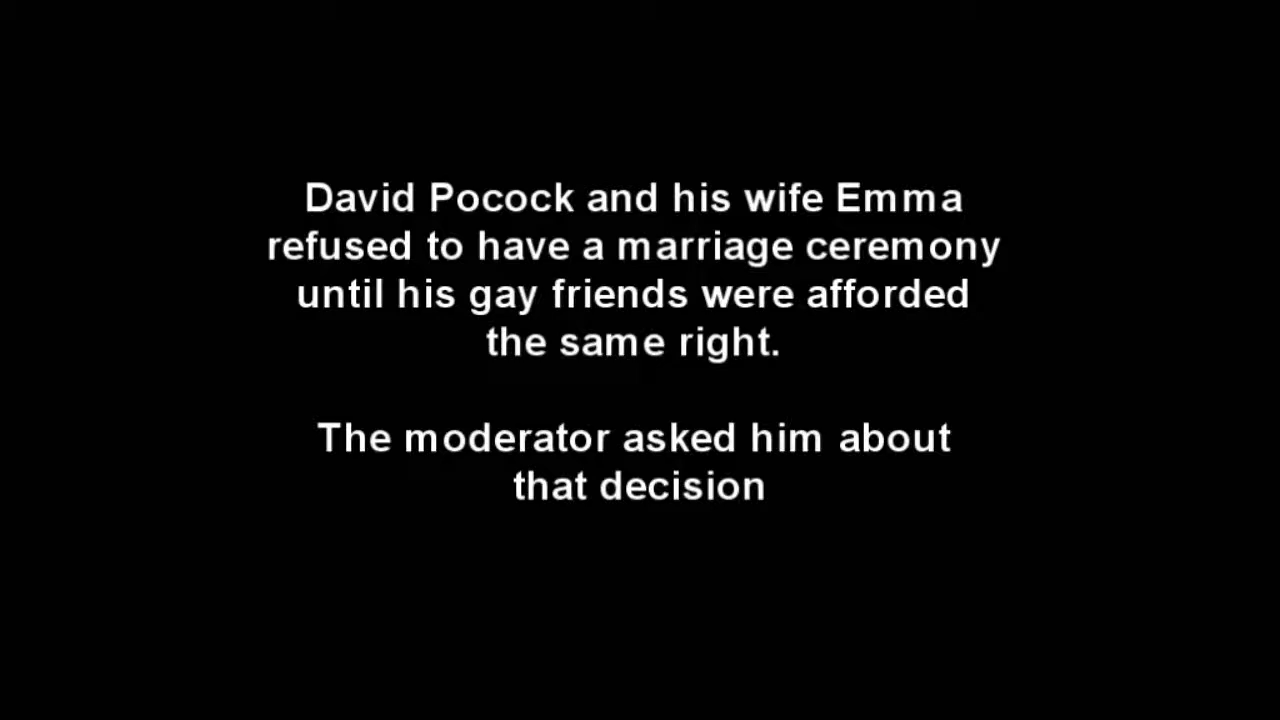 David Pocock and his wife Emma
refused to have a marriage ceremony
until his gay friends were afforded
the same right.
The moderator asked him about
that decision